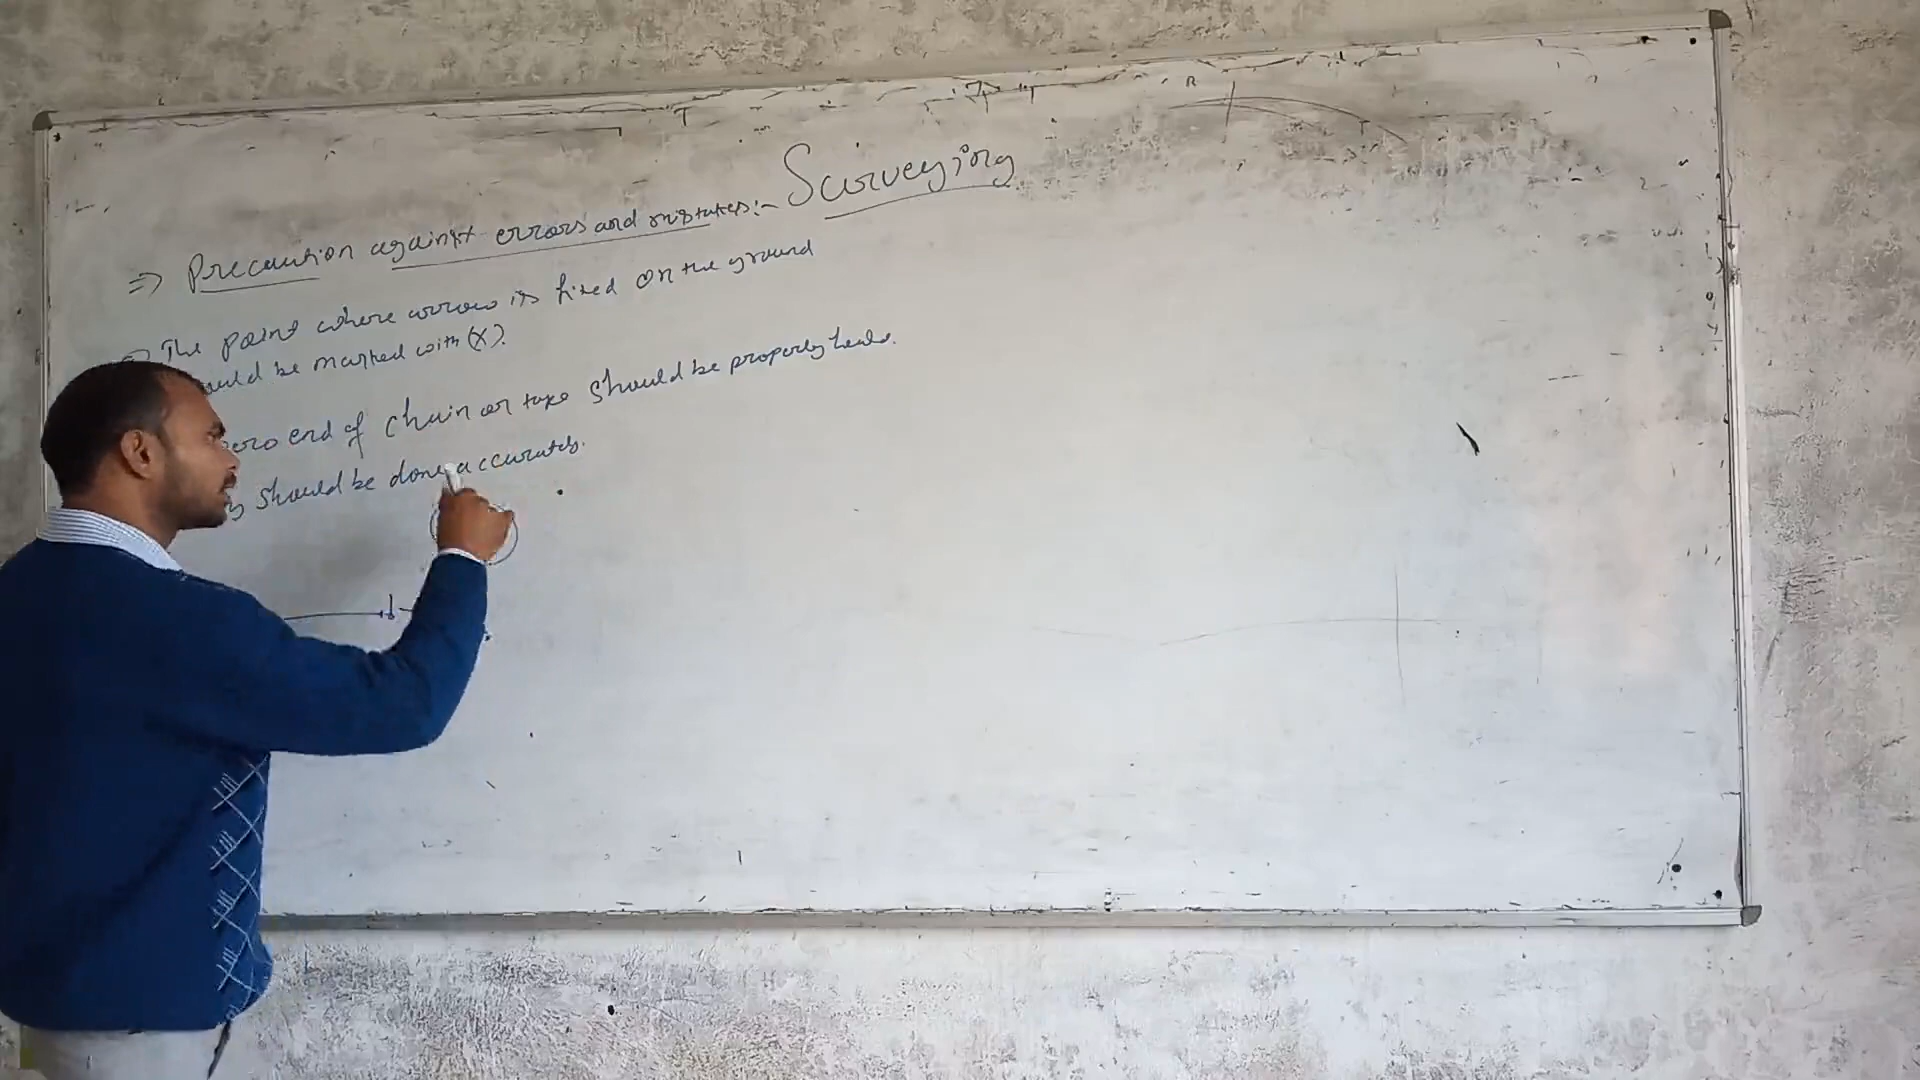 Surveying
⇒ Precaution against errors and mistakes:-
⇒ The point where arrow is fixed on the ground
ould be marked with (X).
zero end of chain or tape should be properly held.
g should be done accurately.